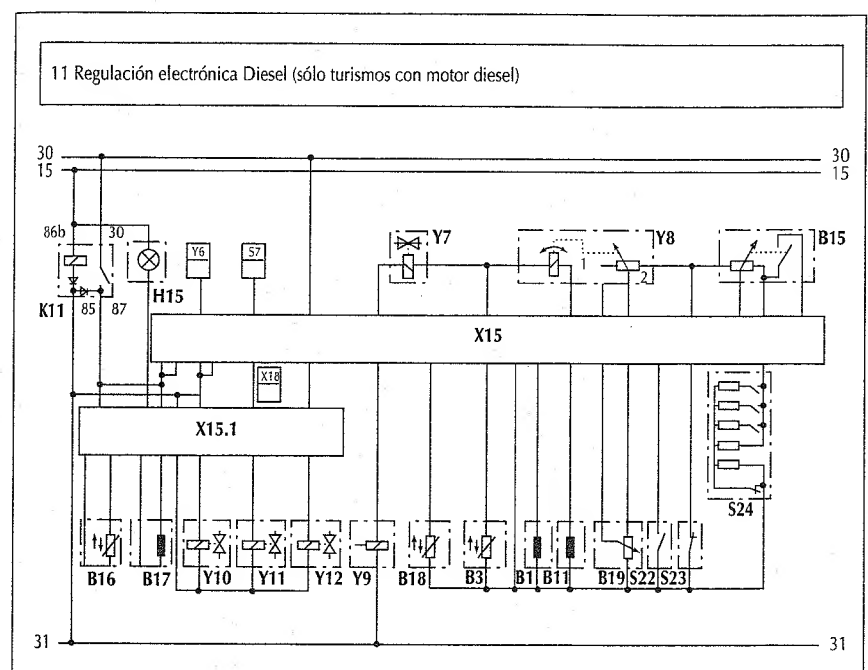 11 Regulación electrónica Diesel (sólo turismos con motor diesel)
30 30
15 15
86b 30
Y6 S7 Y7 Y8 B15
1 2
H15
K11 85 87
X15
X18
X15.1
S24
B16 B17 Y10 Y11 Y12 Y9 B18 B3 B1 B11 B19 S22 S23
31 31